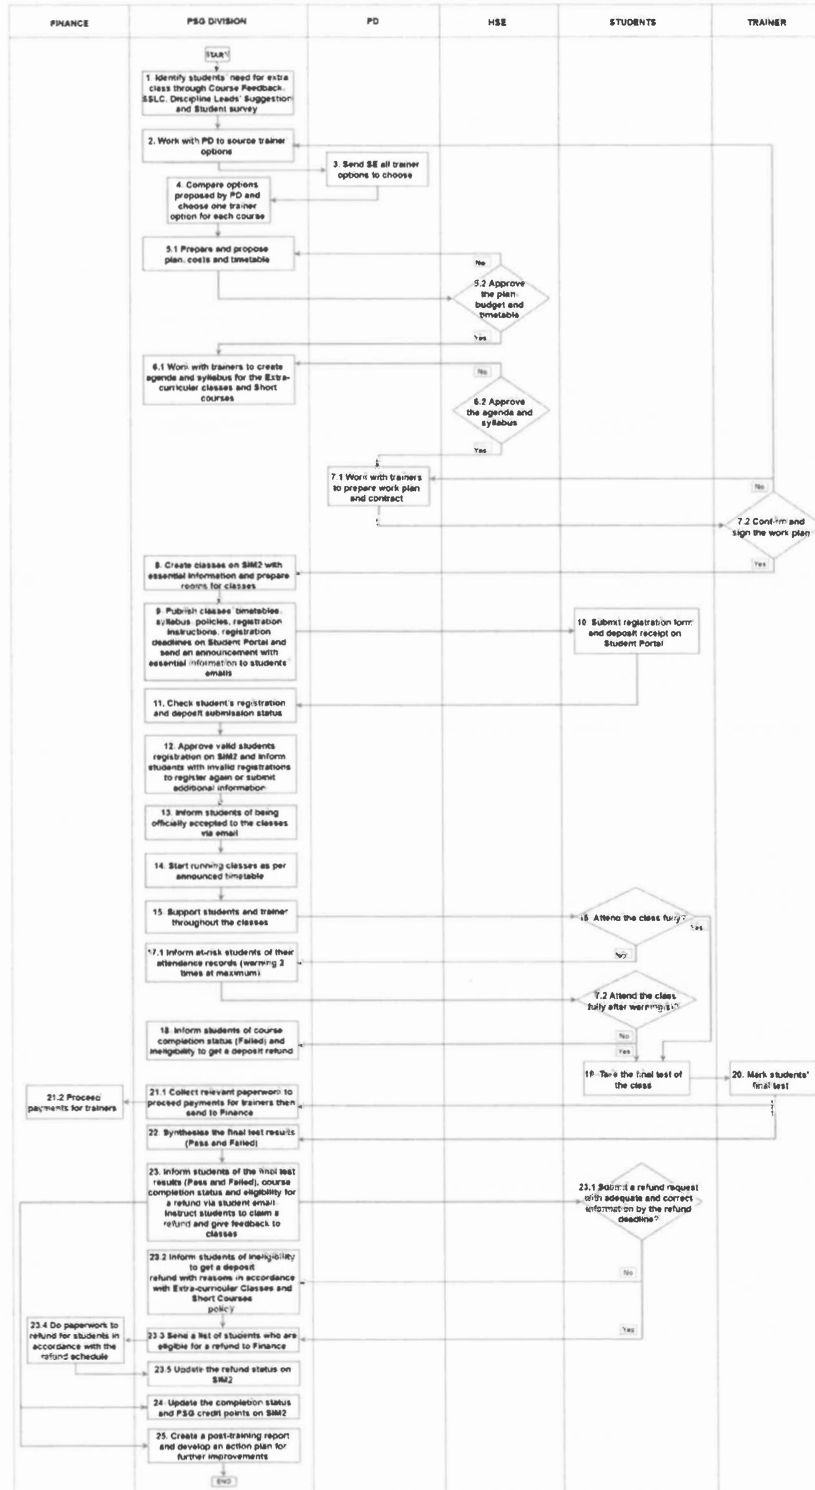 FINANCE
PSG DIVISION
PD
HSE
STUDENTS
TRAINER
START
1. Identify students' need for extra
class through Course Feedback,
SSLC, Discipline Leads' Suggestion
and Student survey
2. Work with PD to source trainer
options
3. Send SE all trainer
options to choose
4. Compare options
proposed by PD and
choose one trainer
option for each course
5.1 Prepare and propose
plan, costs and timetable
No
5.2 Approve
the plan
budget and
timetable
Yes
6.1 Work with trainers to create
agenda and syllabus for the Extra-
curricular classes and Short
courses
No
6.2 Approve
the agenda and
syllabus
Yes
7.1 Work with trainers
to prepare work plan
and contract
No
7.2 Confirm and
sign the work plan
Yes
8. Create classes on SIM2 with
essential information and prepare
rooms for classes
9. Publish classes' timetables,
syllabus, policies, registration
instructions, registration
deadlines on Student Portal and
send an announcement with
essential information to students'
emails
10. Submit registration form
and deposit receipt on
Student Portal
11. Check student's registration
and deposit submission status
12. Approve valid students
registration on SIM2 and inform
students with invalid registrations
to register again or submit
additional information
13. Inform students of being
officially accepted to the classes
via email
14. Start running classes as per
announced timetable
15. Support students and trainer
throughout the classes
16. Attend the class fully?
Yes
No
17.1 Inform at-risk students of their
attendance records (warning 2
times at maximum)
7.2 Attend the class
fully after warning(s)?
No
Yes
18. Inform students of course
completion status (Failed) and
ineligibility to get a deposit refund
19. Take the final test of
the class
20. Mark students'
final test
21.2 Proceed
payments for trainers
21.1 Collect relevant paperwork to
proceed payments for trainers then
send to Finance
22. Synthesise the final test results
(Pass and Failed)
23. Inform students of the final test
results (Pass and Failed), course
completion status and eligibility for
a refund via student email
Instruct students to claim a
refund and give feedback to
classes
23.1 Submit a refund request
with adequate and correct
information by the refund
deadline?
No
Yes
23.2 Inform students of ineligibility
to get a deposit
refund with reasons in accordance
with Extra-curricular Classes and
Short Courses
policy
23.4 Do paperwork to
refund for students in
accordance with the
refund schedule
23.3 Send a list of students who are
eligible for a refund to Finance
23.5 Update the refund status on
SIM2
24. Update the completion status
and PSG credit points on SIM2
25. Create a post-training report
and develop an action plan for
further improvements
END